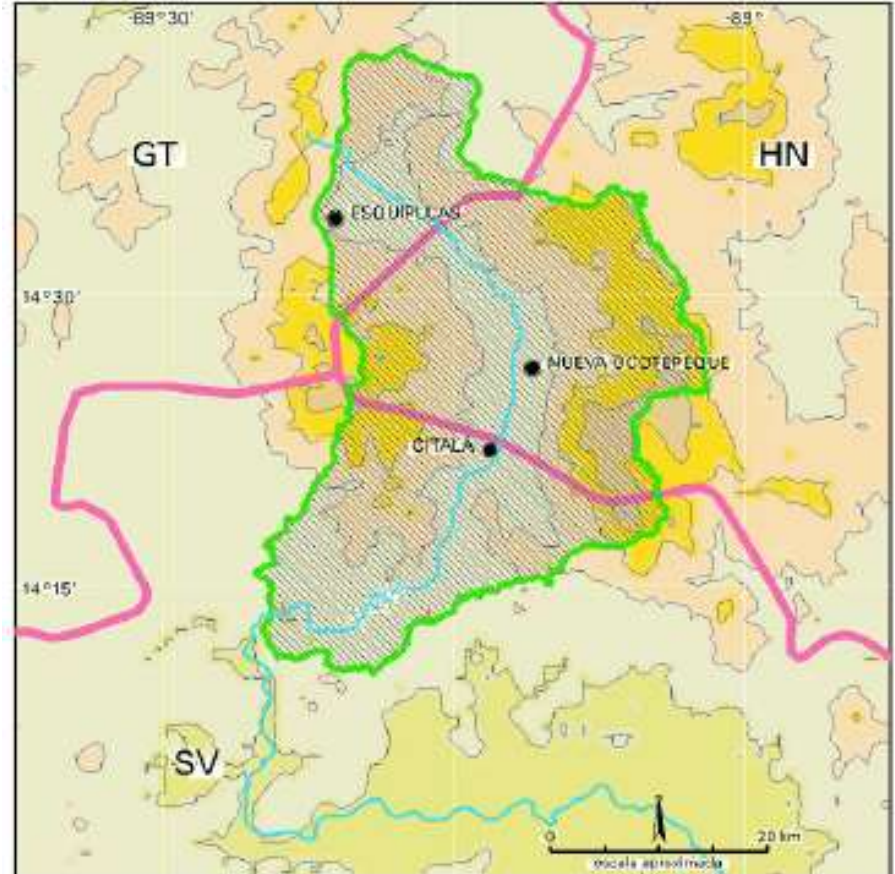 -89°30'
-89°
GT
HN
ESQUIPULAS
14°30'
NUEVA OCOTEPEQUE
CITALA
14°15'
SV
0
20 km
escala aproximada